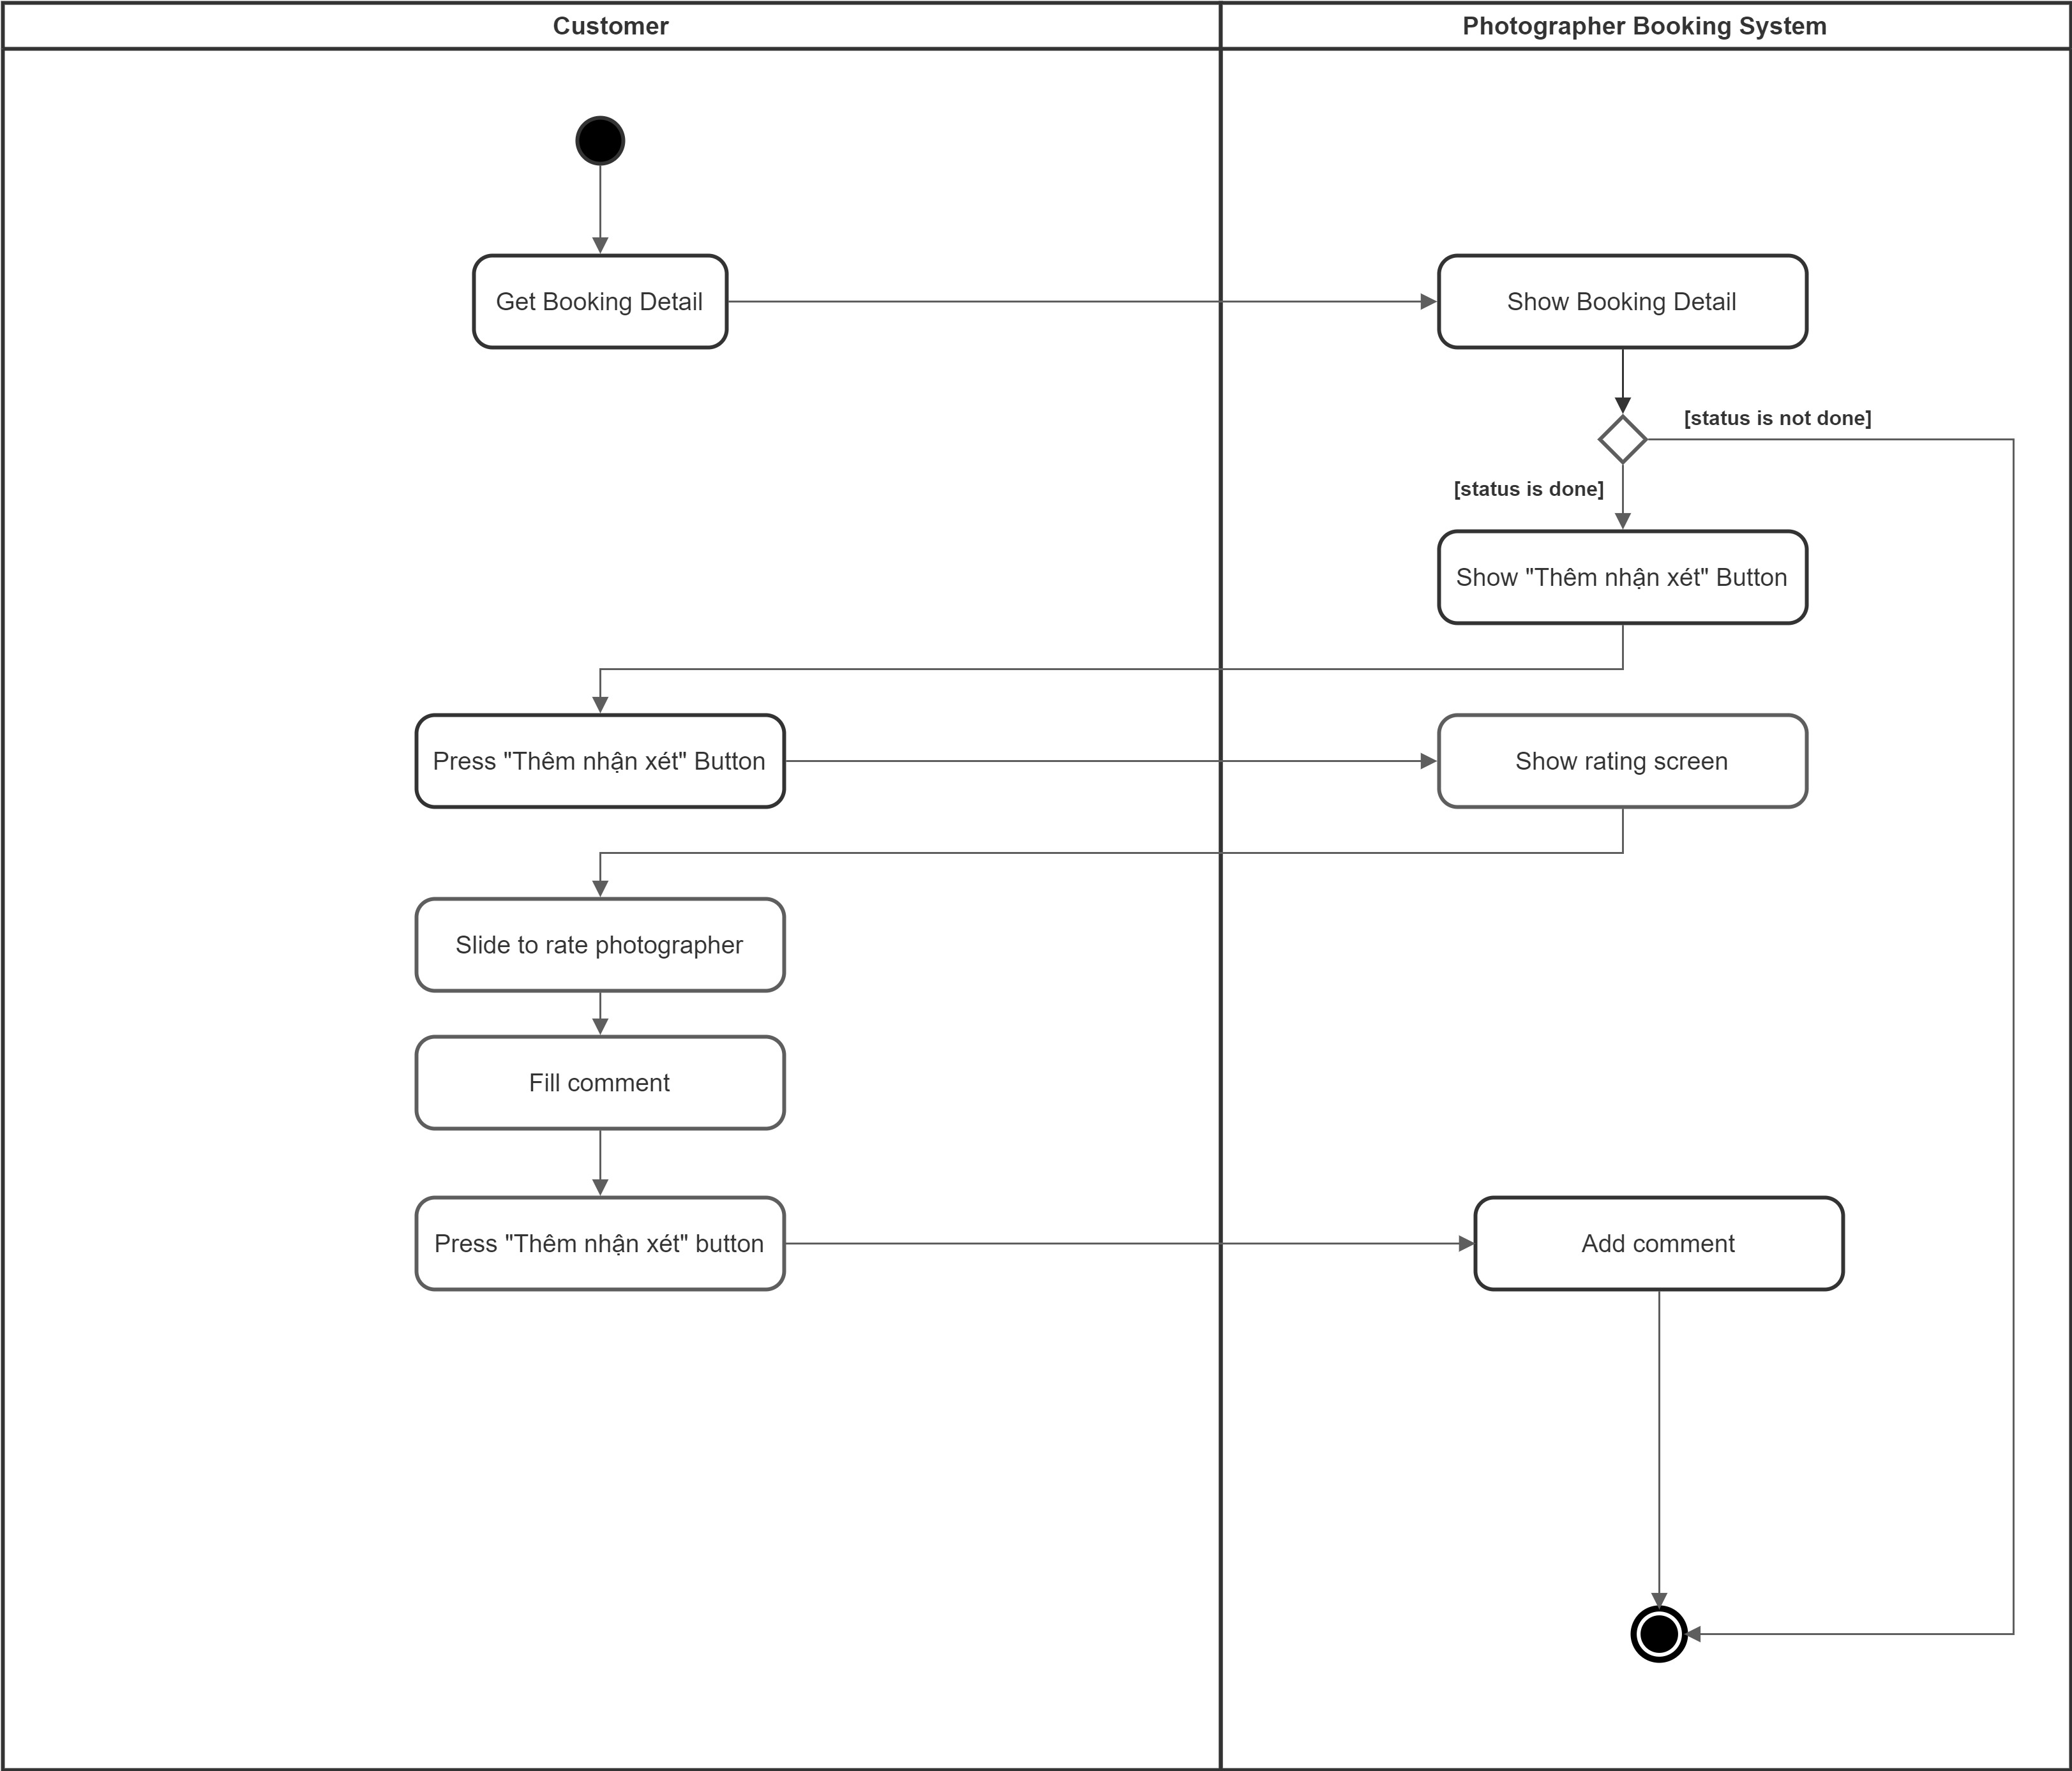 Customer
Photographer Booking System
Get Booking Detail
Show Booking Detail
[status is not done]
[status is done]
Show "Thêm nhận xét" Button
Press "Thêm nhận xét" Button
Show rating screen
Slide to rate photographer
Fill comment
Press "Thêm nhận xét" button
Add comment